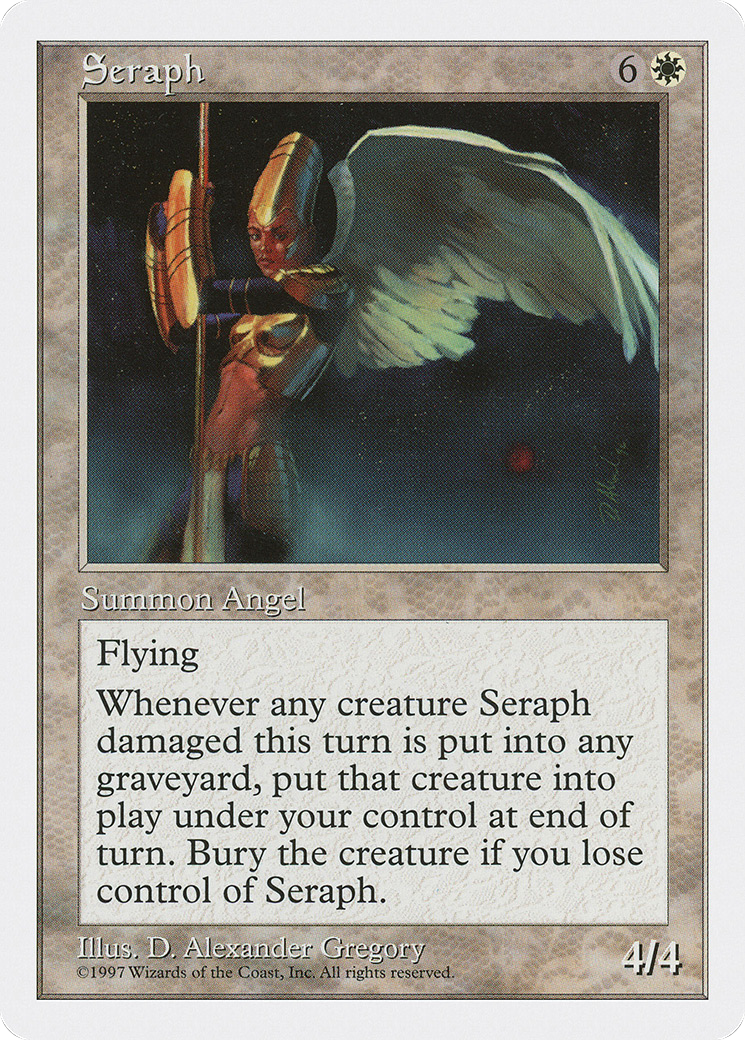 Seraph 6
Summon Angel
Flying
Whenever any creature Seraph
damaged this turn is put into any
graveyard, put that creature into
play under your control at end of
turn. Bury the creature if you lose
control of Seraph.
Illus. D. Alexander Gregory
©1997 Wizards of the Coast, Inc. All rights reserved.
4/4